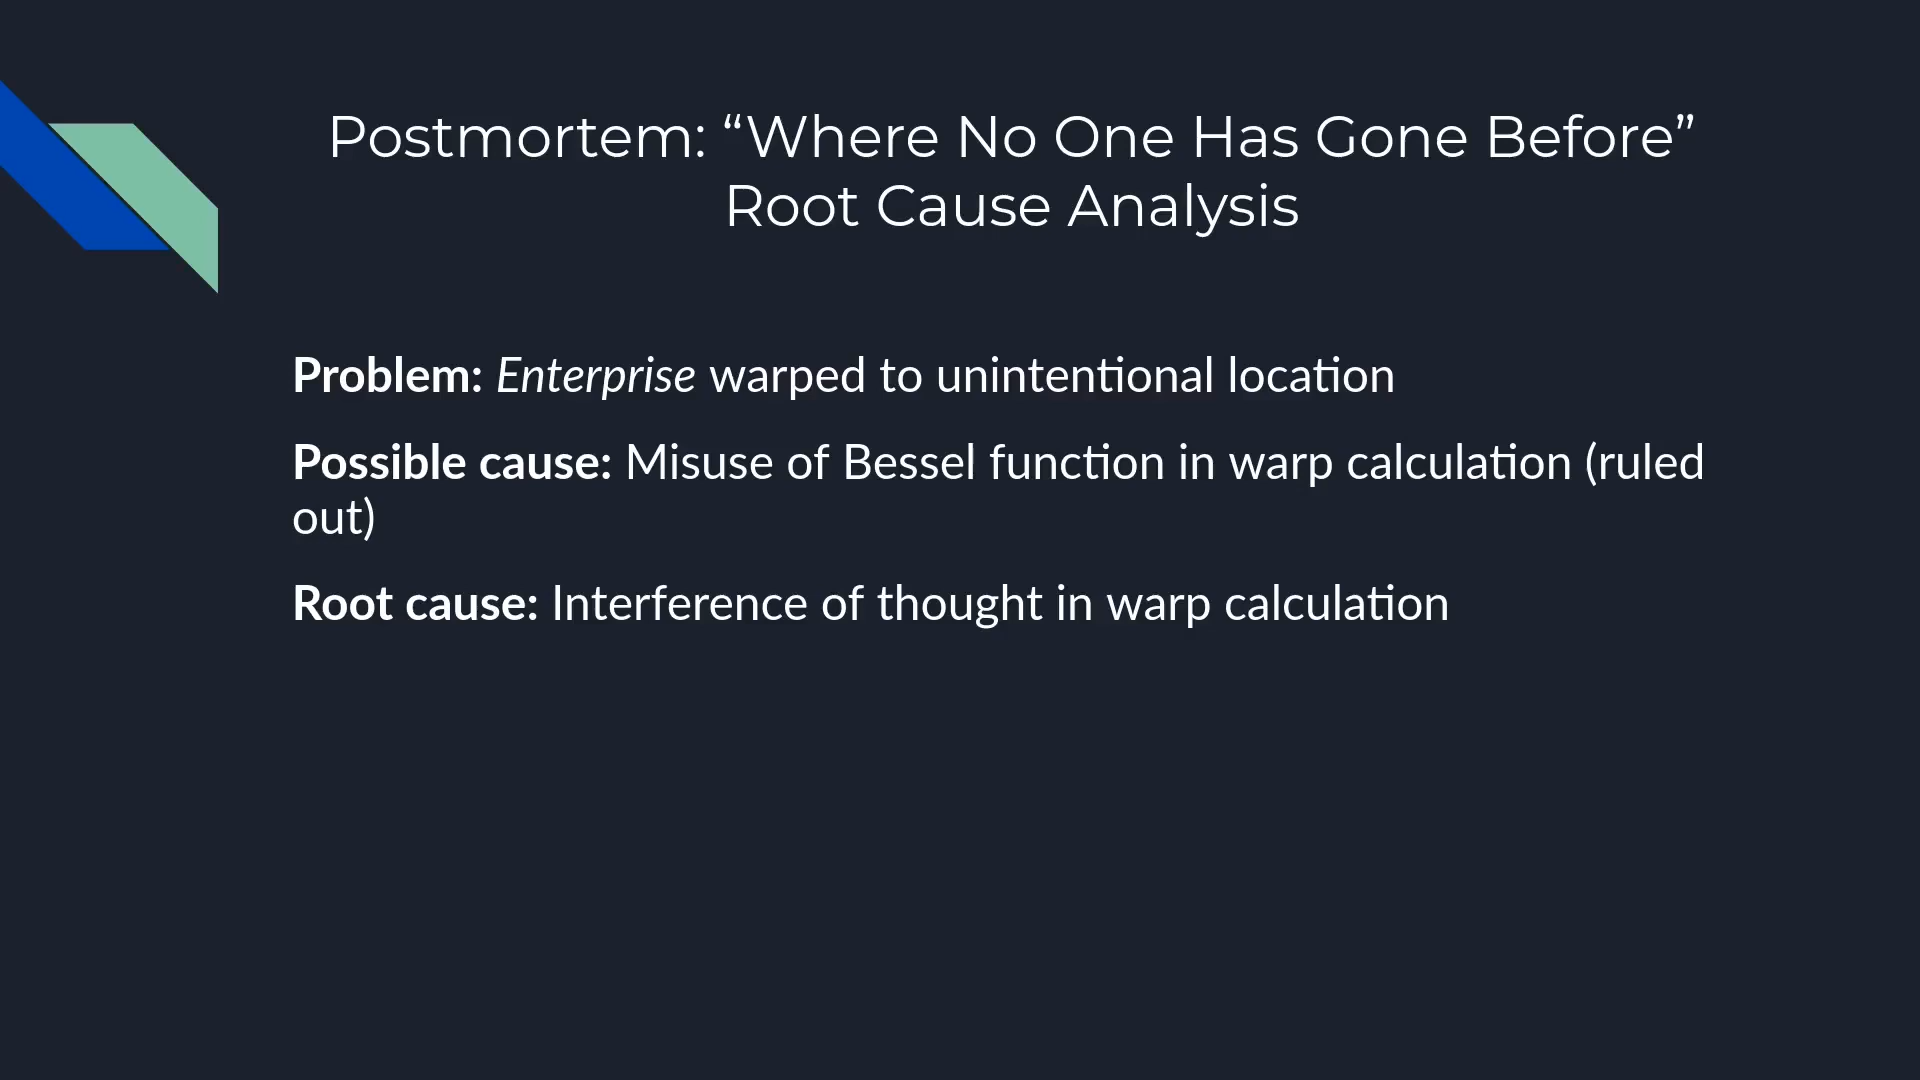 Postmortem: “Where No One Has Gone Before”
Root Cause Analysis
Problem: Enterprise warped to unintentional location
Possible cause: Misuse of Bessel function in warp calculation (ruled
out)
Root cause: Interference of thought in warp calculation